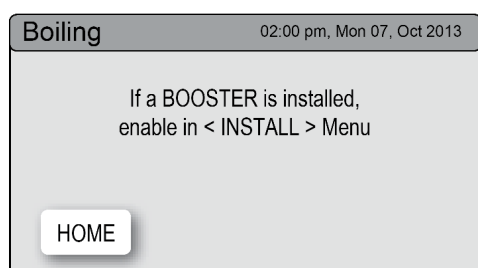 Boiling 02:00 pm, Mon 07, Oct 2013
If a BOOSTER is installed,
enable in < INSTALL > Menu
HOME